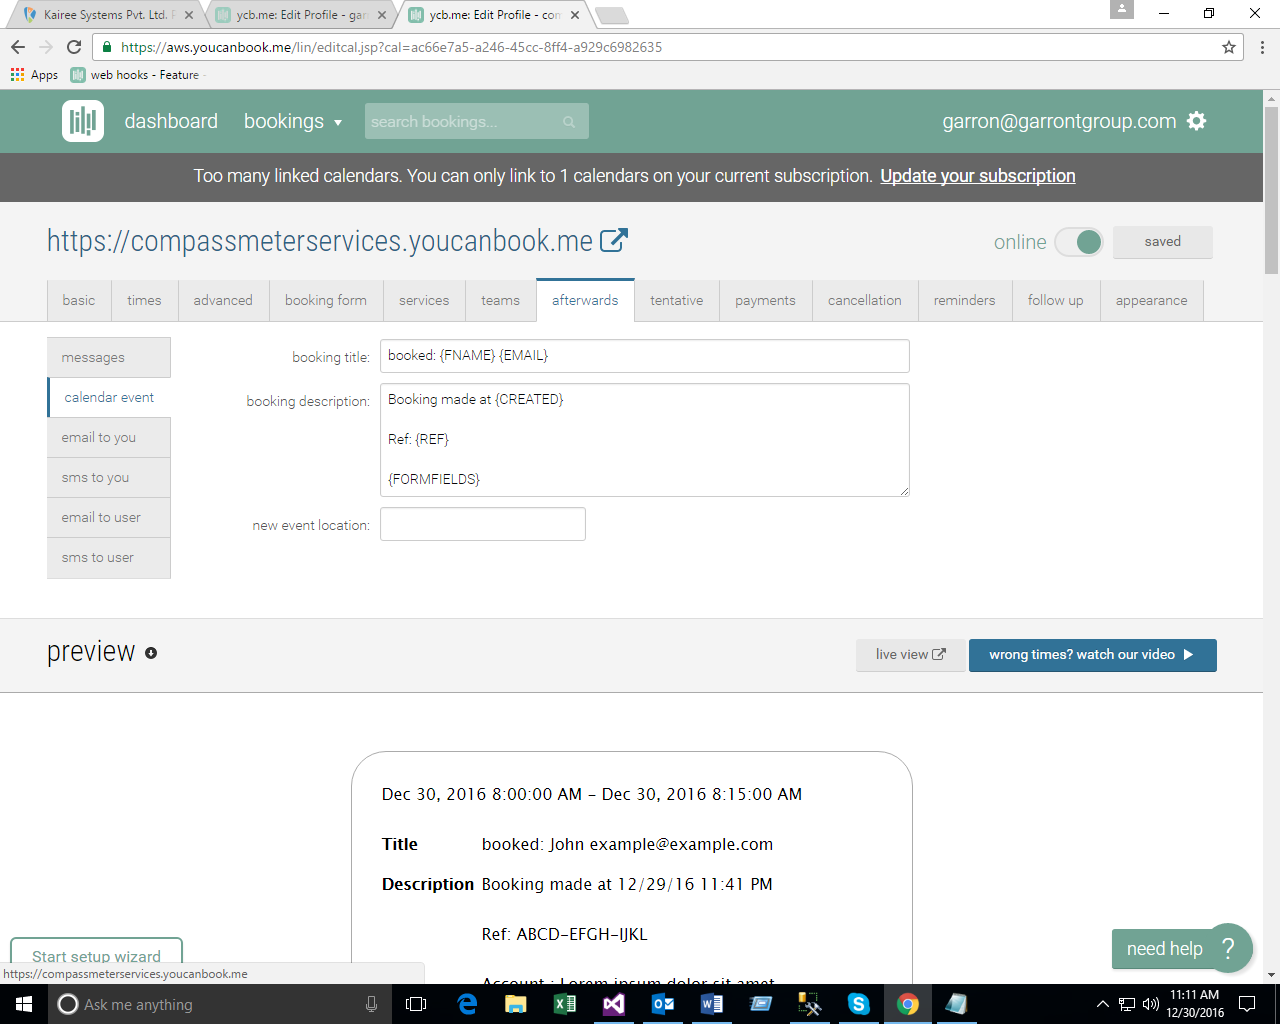 Kairee Systems Pvt. Ltd.
ycb.me: Edit Profile - gar
ycb.me: Edit Profile - com
https://aws.youcanbook.me/lin/editcal.jsp?cal=ac66e7a5-a246-45cc-8ff4-a929c6982635
Apps
web hooks - Feature
dashboard
bookings
search bookings...
garron@garrontgroup.com
Too many linked calendars. You can only link to 1 calendars on your current subscription. Update your subscription
https://compassmeterservices.youcanbook.me
online
saved
basic
times
advanced
booking form
services
teams
afterwards
tentative
payments
cancellation
reminders
follow up
appearance
messages
calendar event
email to you
sms to you
email to user
sms to user
booking title:
booked: {FNAME} {EMAIL}
booking description:
Booking made at {CREATED}
Ref: {REF}
{FORMFIELDS}
new event location:
preview
live view
wrong times? watch our video
Dec 30, 2016 8:00:00 AM - Dec 30, 2016 8:15:00 AM
Title
booked: John example@example.com
Description
Booking made at 12/29/16 11:41 PM
Ref: ABCD-EFGH-IJKL
Account : Lorem ipsum dolor sit amet
Start setup wizard
need help ?
https://compassmeterservices.youcanbook.me
Ask me anything
11:11 AM
12/30/2016